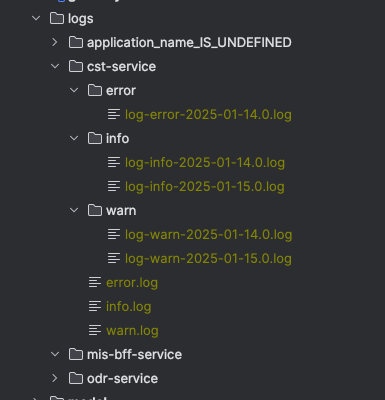 logs
application_name_IS_UNDEFINED
cst-service
error
log-error-2025-01-14.0.log
info
log-info-2025-01-14.0.log
log-info-2025-01-15.0.log
warn
log-warn-2025-01-14.0.log
log-warn-2025-01-15.0.log
error.log
info.log
warn.log
mis-bff-service
odr-service